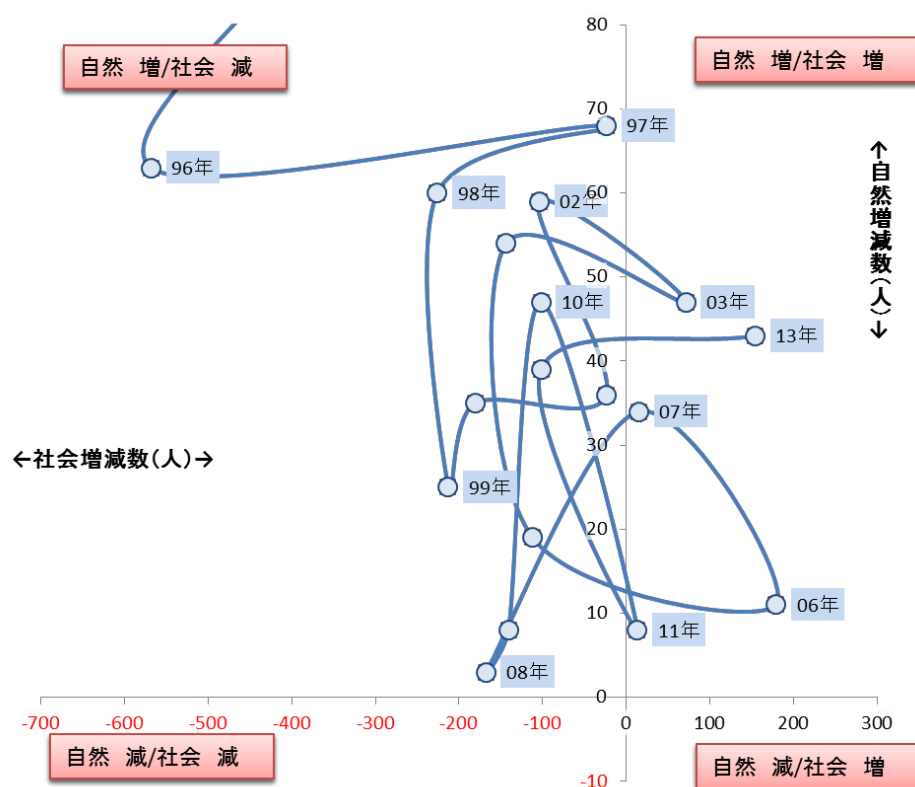 80
自然 増/社会 減
自然 増/社会 増
70
97年
96年
98年
60
02年
50
10年
03年
13年
40
07年
30
←社会増減数(人)→
99年
20
10
06年
11年
08年
0
-700
-600
-500
-400
-300
-200
-100
0
100
200
300
自然 減/社会 減
自然 減/社会 増
-10
↑自然増減数(人)↓